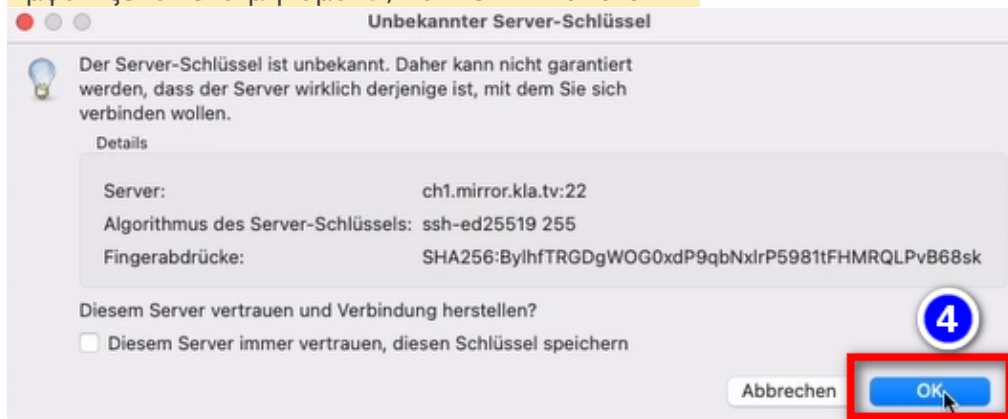 Unbekannter Server-Schlüssel
Der Server-Schlüssel ist unbekannt. Daher kann nicht garantiert
werden, dass der Server wirklich derjenige ist, mit dem Sie sich
verbinden wollen.
Details
Server: ch1.mirror.kla.tv:22
Algorithmus des Server-Schlüssels: ssh-ed25519 255
Fingerabdrücke: SHA256:BylhfTRGDgWOG0xdP9qbNxlrP5981tFHMRQLPvB68sk
Diesem Server vertrauen und Verbindung herstellen?
4
Diesem Server immer vertrauen, diesen Schlüssel speichern
Abbrechen OK